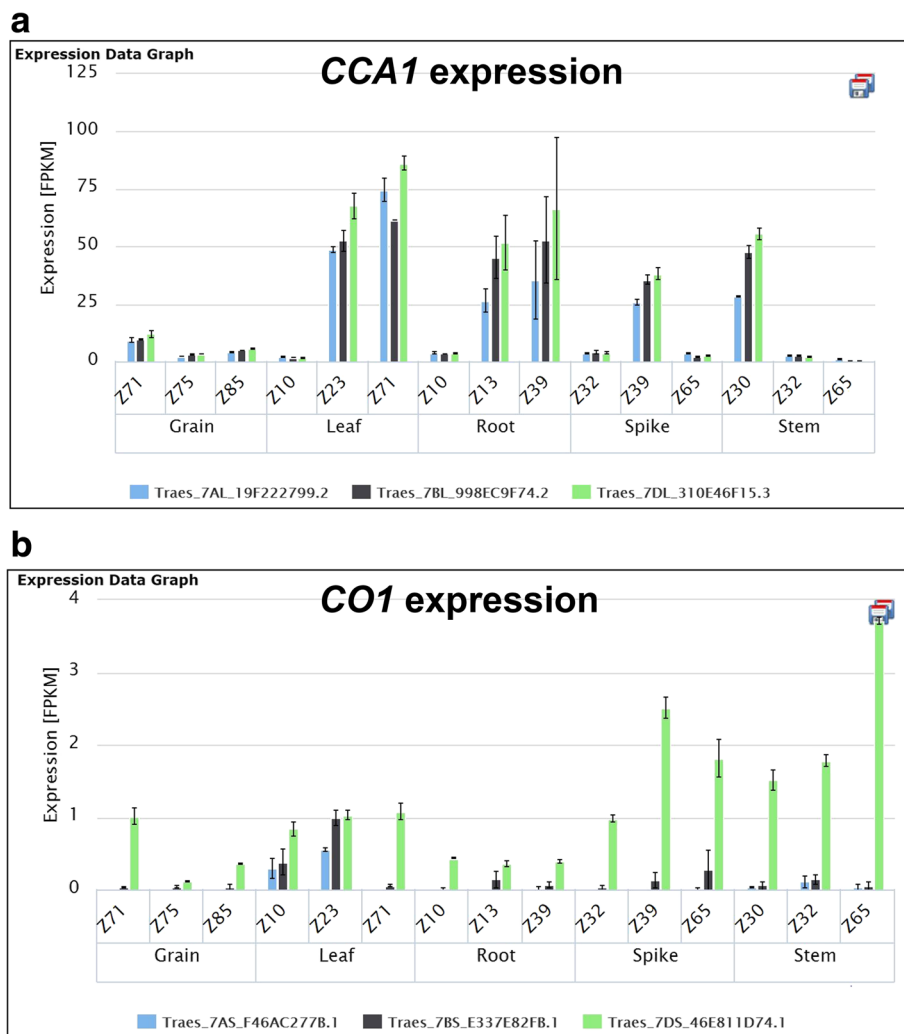 a
Expression Data Graph
CCA1 expression
125
100
75
50
25
0
Expression [FPKM]
Z71 Z75 Z85 Z10 Z23 Z71 Z10 Z13 Z39 Z32 Z39 Z65 Z30 Z32 Z65
Grain Leaf Root Spike Stem
Traes_7AL_19F222799.2 Traes_7BL_998EC9F74.2 Traes_7DL_310E46F15.3
b
Expression Data Graph
CO1 expression
4
3
2
1
0
Expression [FPKM]
Z71 Z75 Z85 Z10 Z23 Z71 Z10 Z13 Z39 Z32 Z39 Z65 Z30 Z32 Z65
Grain Leaf Root Spike Stem
Traes_7AS_F46AC277B.1 Traes_7BS_E337E82FB.1 Traes_7DS_46E811D74.1